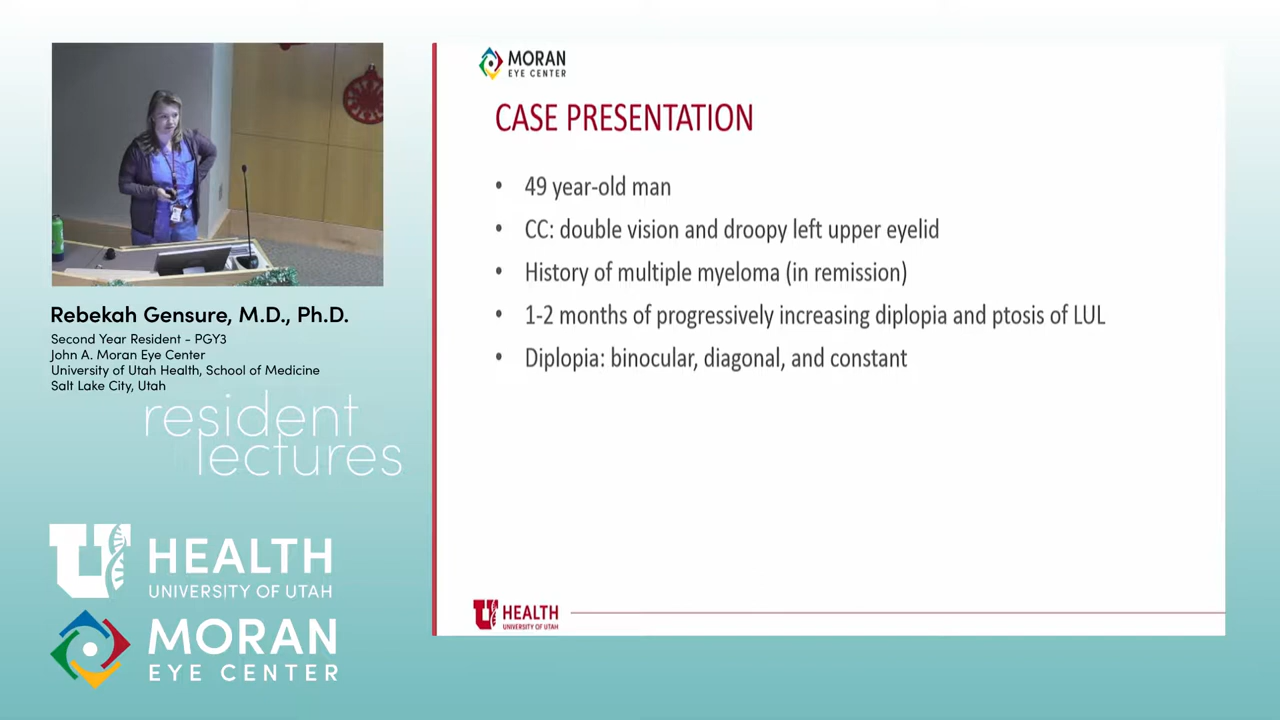 Rebekah Gensure, M.D., Ph.D.
Second Year Resident - PGY3
John A. Moran Eye Center
University of Utah Health, School of Medicine
Salt Lake City, Utah
resident
lectures
U HEALTH
UNIVERSITY OF UTAH
MORAN
EYE CENTER
MORAN
EYE CENTER
CASE PRESENTATION
• 49 year-old man
• CC: double vision and droopy left upper eyelid
• History of multiple myeloma (in remission)
• 1-2 months of progressively increasing diplopia and ptosis of LUL
• Diplopia: binocular, diagonal, and constant
U HEALTH
UNIVERSITY OF UTAH